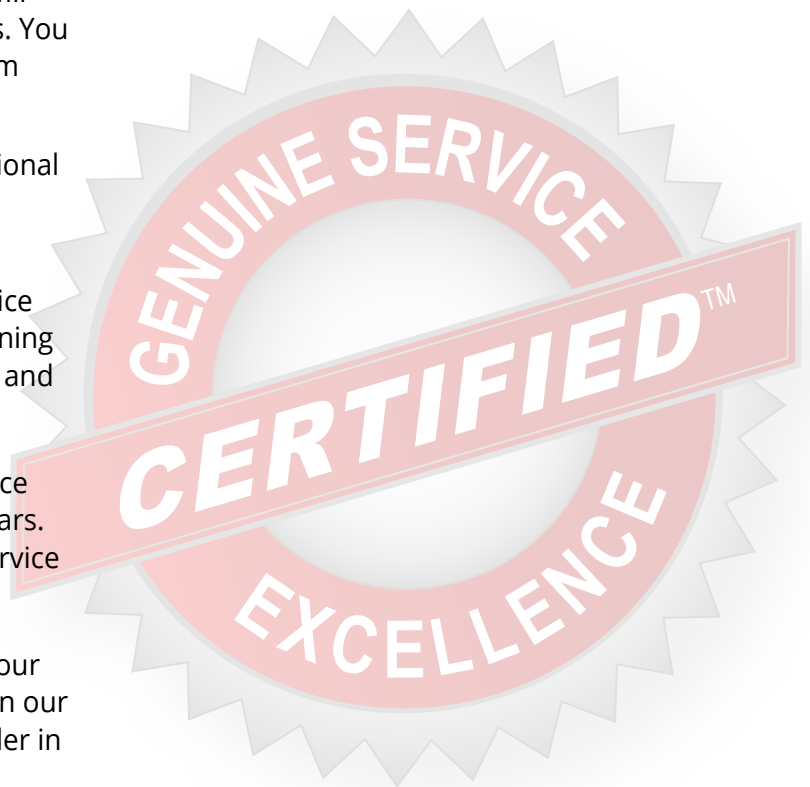 s. You
m
ional
ice
ning
and
ce
ars.
rvice
our
n our
ler in
GENUINE SERVICE
CERTIFIED™
EXCELLENCE